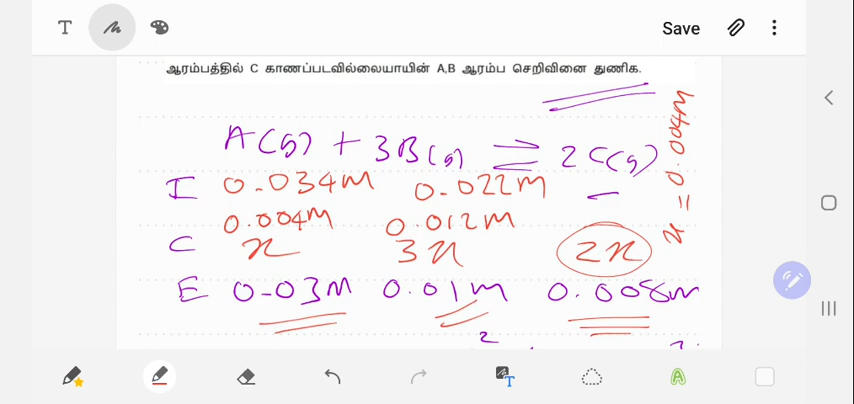 T
Save
ஆரம்பத்தில் C காணப்படவில்லையாயின் A,B ஆரம்ப செறிவினை துணிக.
A(g) + 3B(g) ⇌ 2C(g)
I 0.034M 0.022M –
0.004M 0.012M
C x 3x 2x
E 0.03M 0.01M 0.008M
x = 0.004M
2
T
A